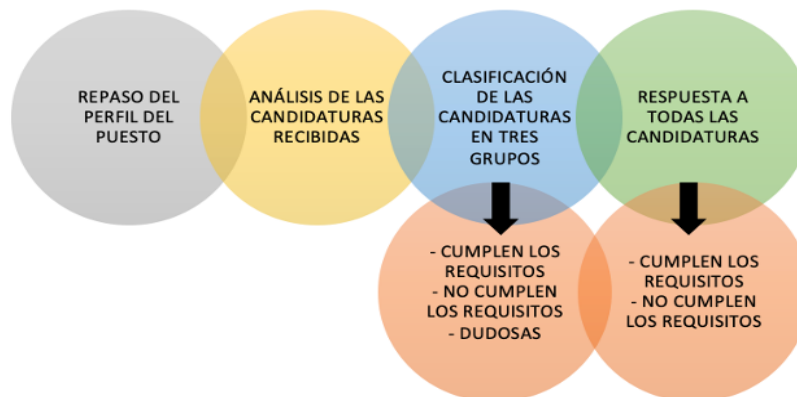 REPASO DEL
PERFIL DEL
PUESTO
ANÁLISIS DE LAS
CANDIDATURAS
RECIBIDAS
CLASIFICACIÓN
DE LAS
CANDIDATURAS
EN TRES
GRUPOS
RESPUESTA A
TODAS LAS
CANDIDATURAS
- CUMPLEN LOS
REQUISITOS
- NO CUMPLEN
LOS REQUISITOS
- DUDOSAS
- CUMPLEN LOS
REQUISITOS
- NO CUMPLEN
LOS REQUISITOS